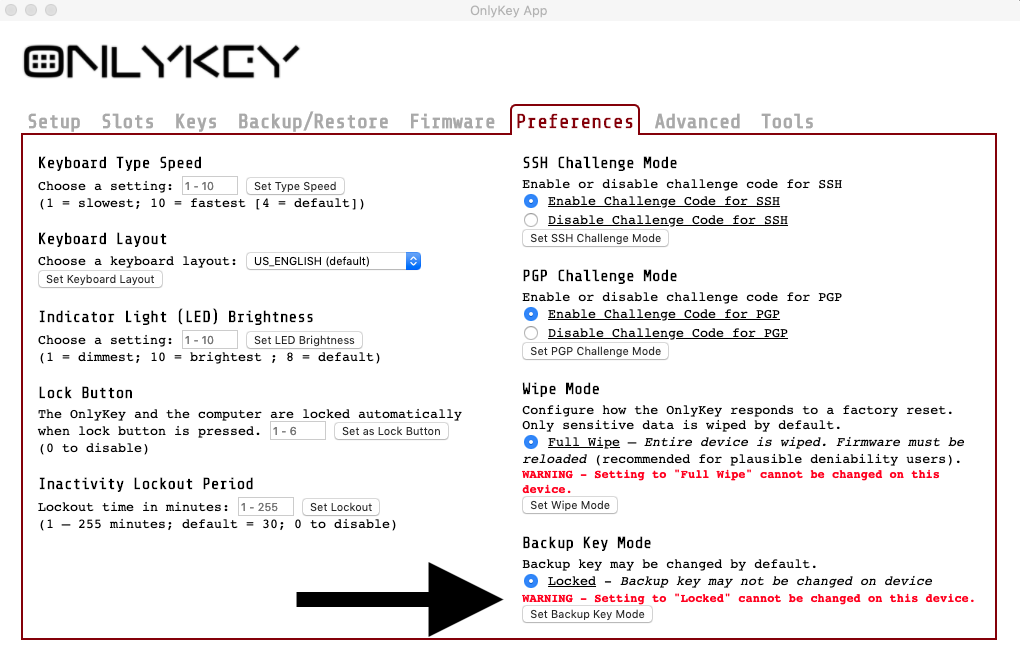 OnlyKey App
ONLYKEY
Setup Slots Keys Backup/Restore Firmware Preferences Advanced Tools
Keyboard Type Speed
Choose a setting: 1 - 10 Set Type Speed
(1 = slowest; 10 = fastest [4 = default])
Keyboard Layout
Choose a keyboard layout: US_ENGLISH (default)
Set Keyboard Layout
Indicator Light (LED) Brightness
Choose a setting: 1 - 10 Set LED Brightness
(1 = dimmest; 10 = brightest ; 8 = default)
Lock Button
The OnlyKey and the computer are locked automatically
when lock button is pressed. 1 - 6 Set as Lock Button
(0 to disable)
Inactivity Lockout Period
Lockout time in minutes: 1 - 255 Set Lockout
(1 – 255 minutes; default = 30; 0 to disable)
SSH Challenge Mode
Enable or disable challenge code for SSH
Enable Challenge Code for SSH
Disable Challenge Code for SSH
Set SSH Challenge Mode
PGP Challenge Mode
Enable or disable challenge code for PGP
Enable Challenge Code for PGP
Disable Challenge Code for PGP
Set PGP Challenge Mode
Wipe Mode
Configure how the OnlyKey responds to a factory reset.
Only sensitive data is wiped by default.
Full Wipe – Entire device is wiped. Firmware must be
reloaded (recommended for plausible deniability users).
WARNING - Setting to "Full Wipe" cannot be changed on this
device.
Set Wipe Mode
Backup Key Mode
Backup key may be changed by default.
Locked - Backup key may not be changed on device
WARNING - Setting to "Locked" cannot be changed on this device.
Set Backup Key Mode